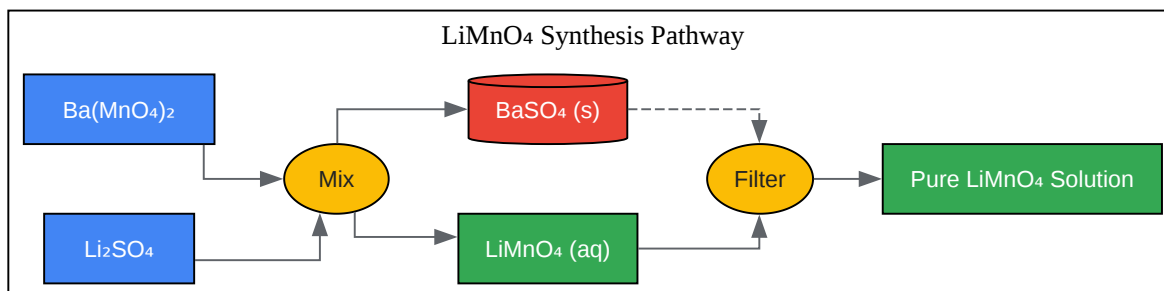 LiMnO₄ Synthesis Pathway
Ba(MnO₄)₂
BaSO₄ (s)
Mix
Filter
Pure LiMnO₄ Solution
Li₂SO₄
LiMnO₄ (aq)